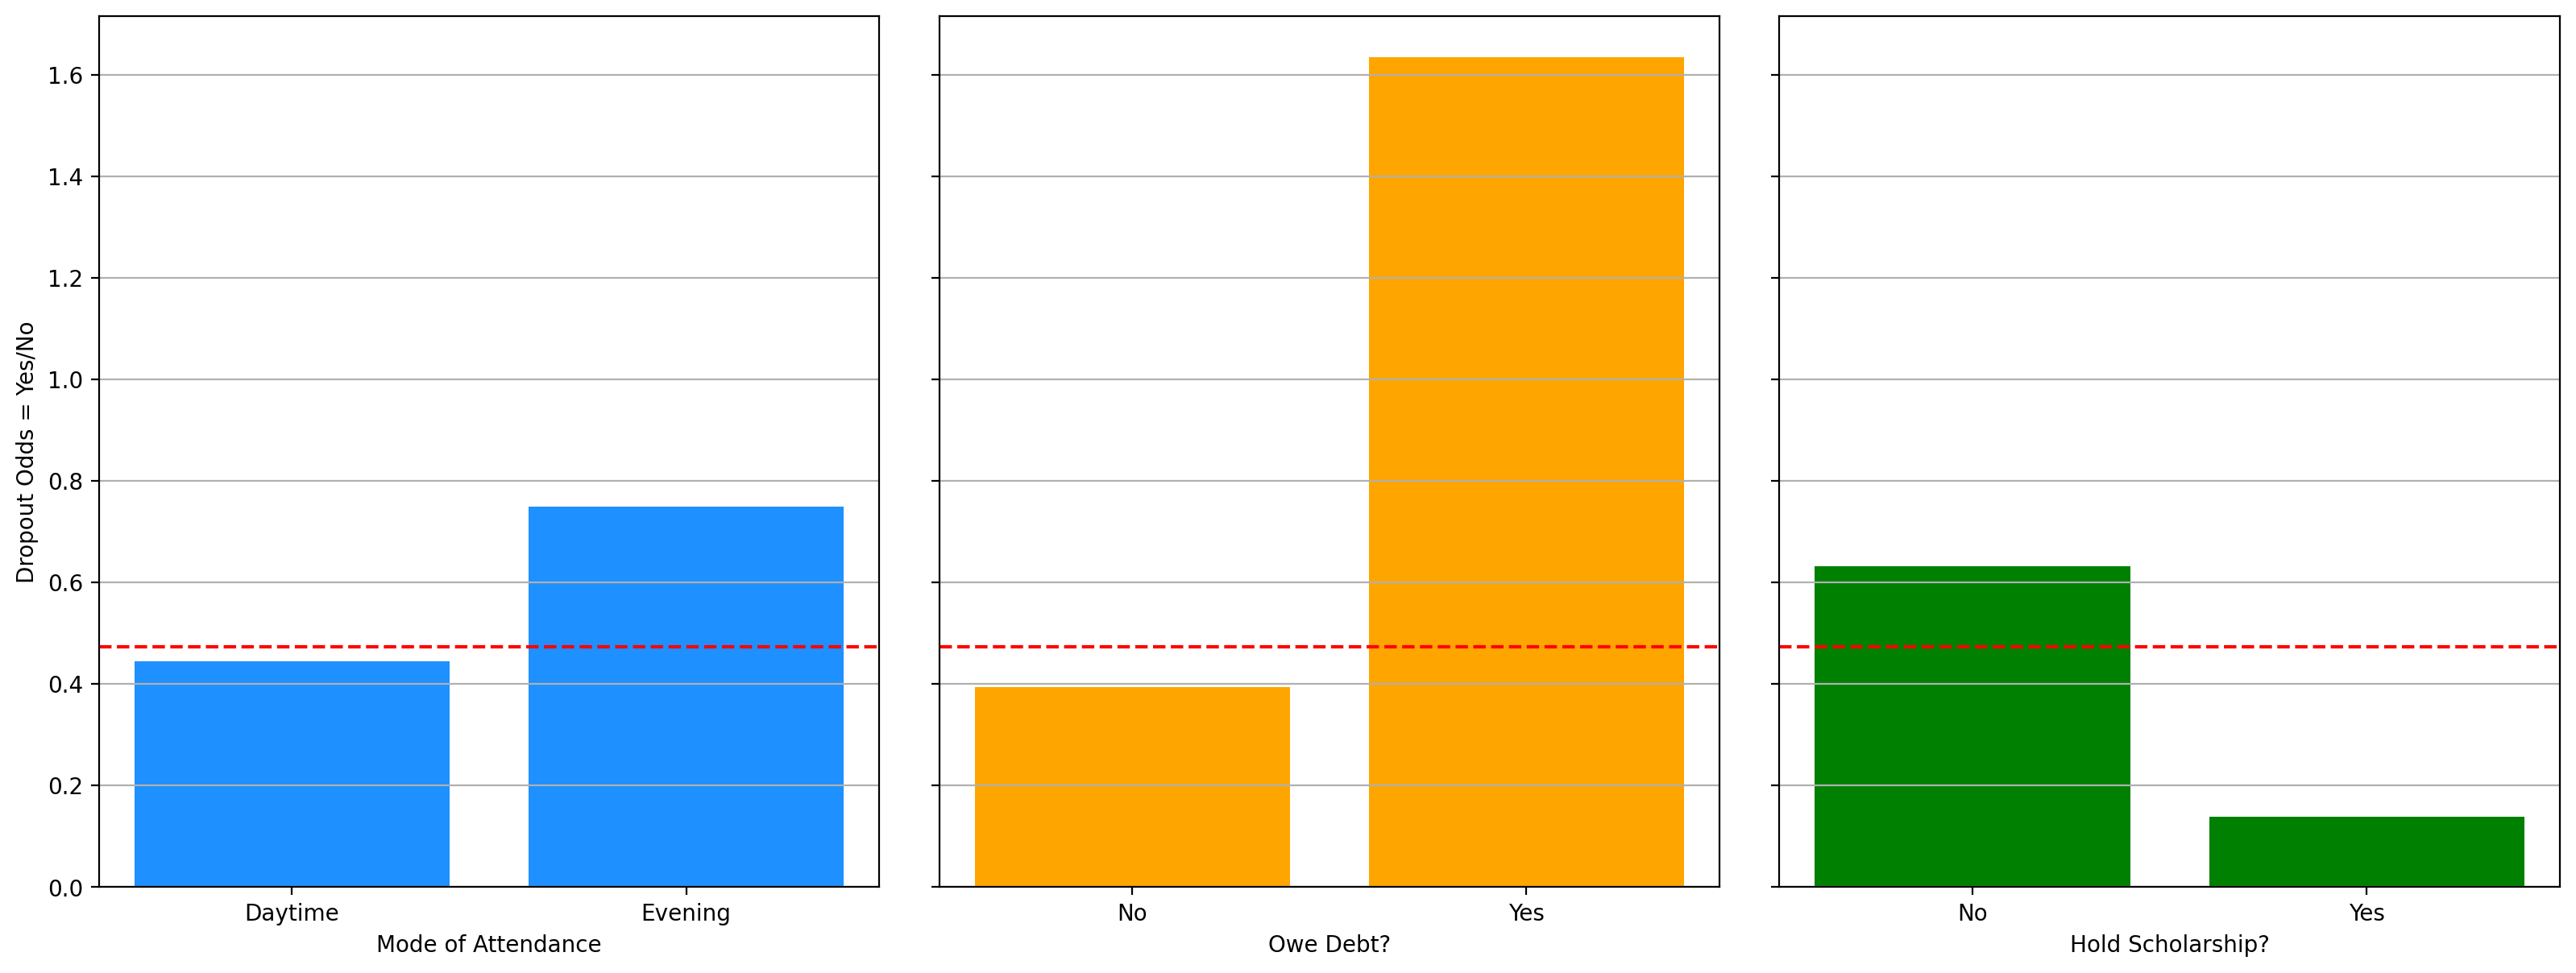 Dropout Odds = Yes/No
1.6
1.4
1.2
1.0
0.8
0.6
0.4
0.2
0.0
Daytime Evening
Mode of Attendance
No Yes
Owe Debt?
No Yes
Hold Scholarship?